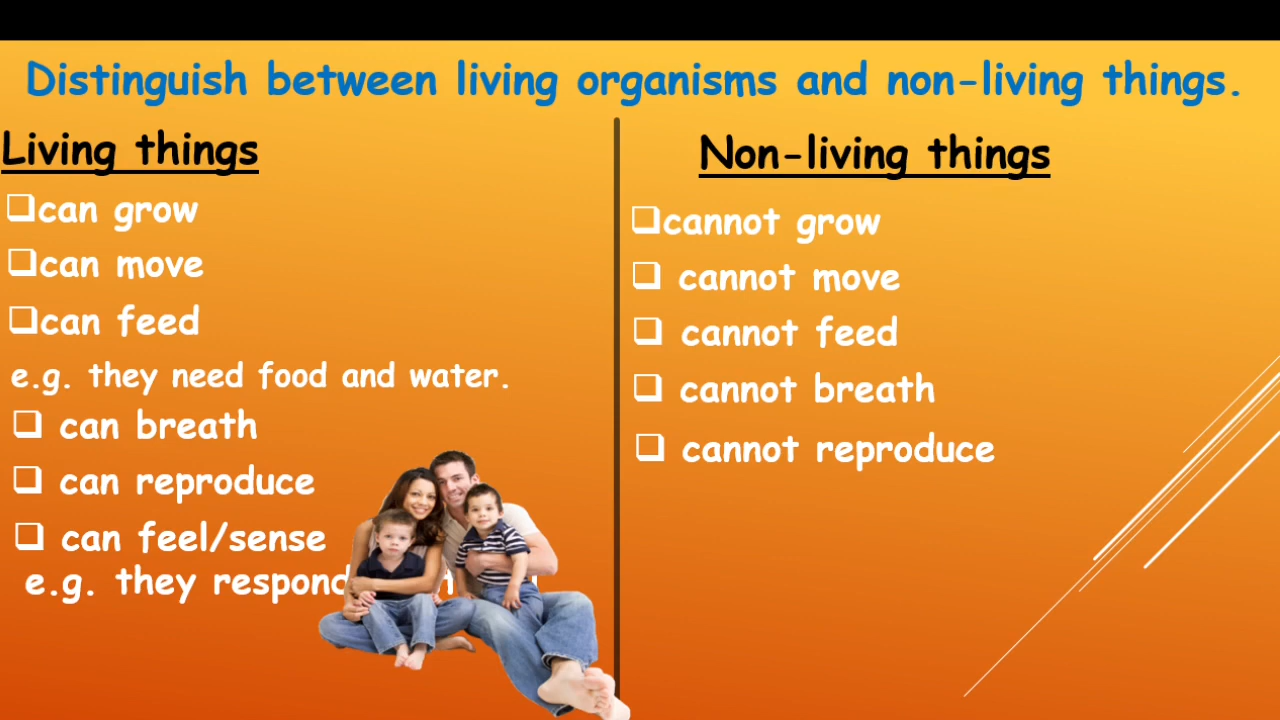 Distinguish between living organisms and non-living things.
Living things
can grow
can move
can feed
e.g. they need food and water.
can breath
can reproduce
can feel/sense
e.g. they respond
Non-living things
cannot grow
cannot move
cannot feed
cannot breath
cannot reproduce